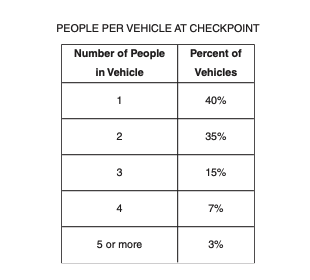 PEOPLE PER VEHICLE AT CHECKPOINT
Number of People in Vehicle Percent of Vehicles
1 40%
2 35%
3 15%
4 7%
5 or more 3%